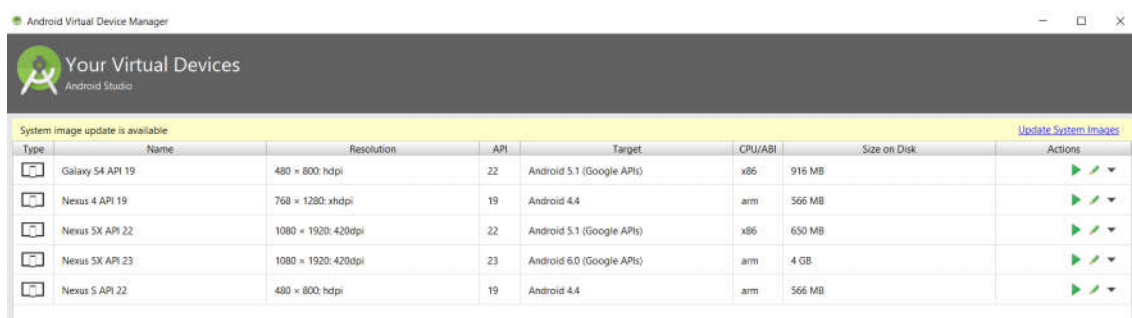 Android Virtual Device Manager
Your Virtual Devices
Android Studio
System image update is available Update System Images
Type Name Resolution API Target CPU/ABI Size on Disk Actions
Galaxy S4 API 19 480 × 800: hdpi 22 Android 5.1 (Google APIs) x86 916 MB
Nexus 4 API 19 768 × 1280: xhdpi 19 Android 4.4 arm 566 MB
Nexus 5X API 22 1080 × 1920: 420dpi 22 Android 5.1 (Google APIs) x86 650 MB
Nexus 5X API 23 1080 × 1920: 420dpi 23 Android 6.0 (Google APIs) arm 4 GB
Nexus S API 22 480 × 800: hdpi 19 Android 4.4 arm 566 MB